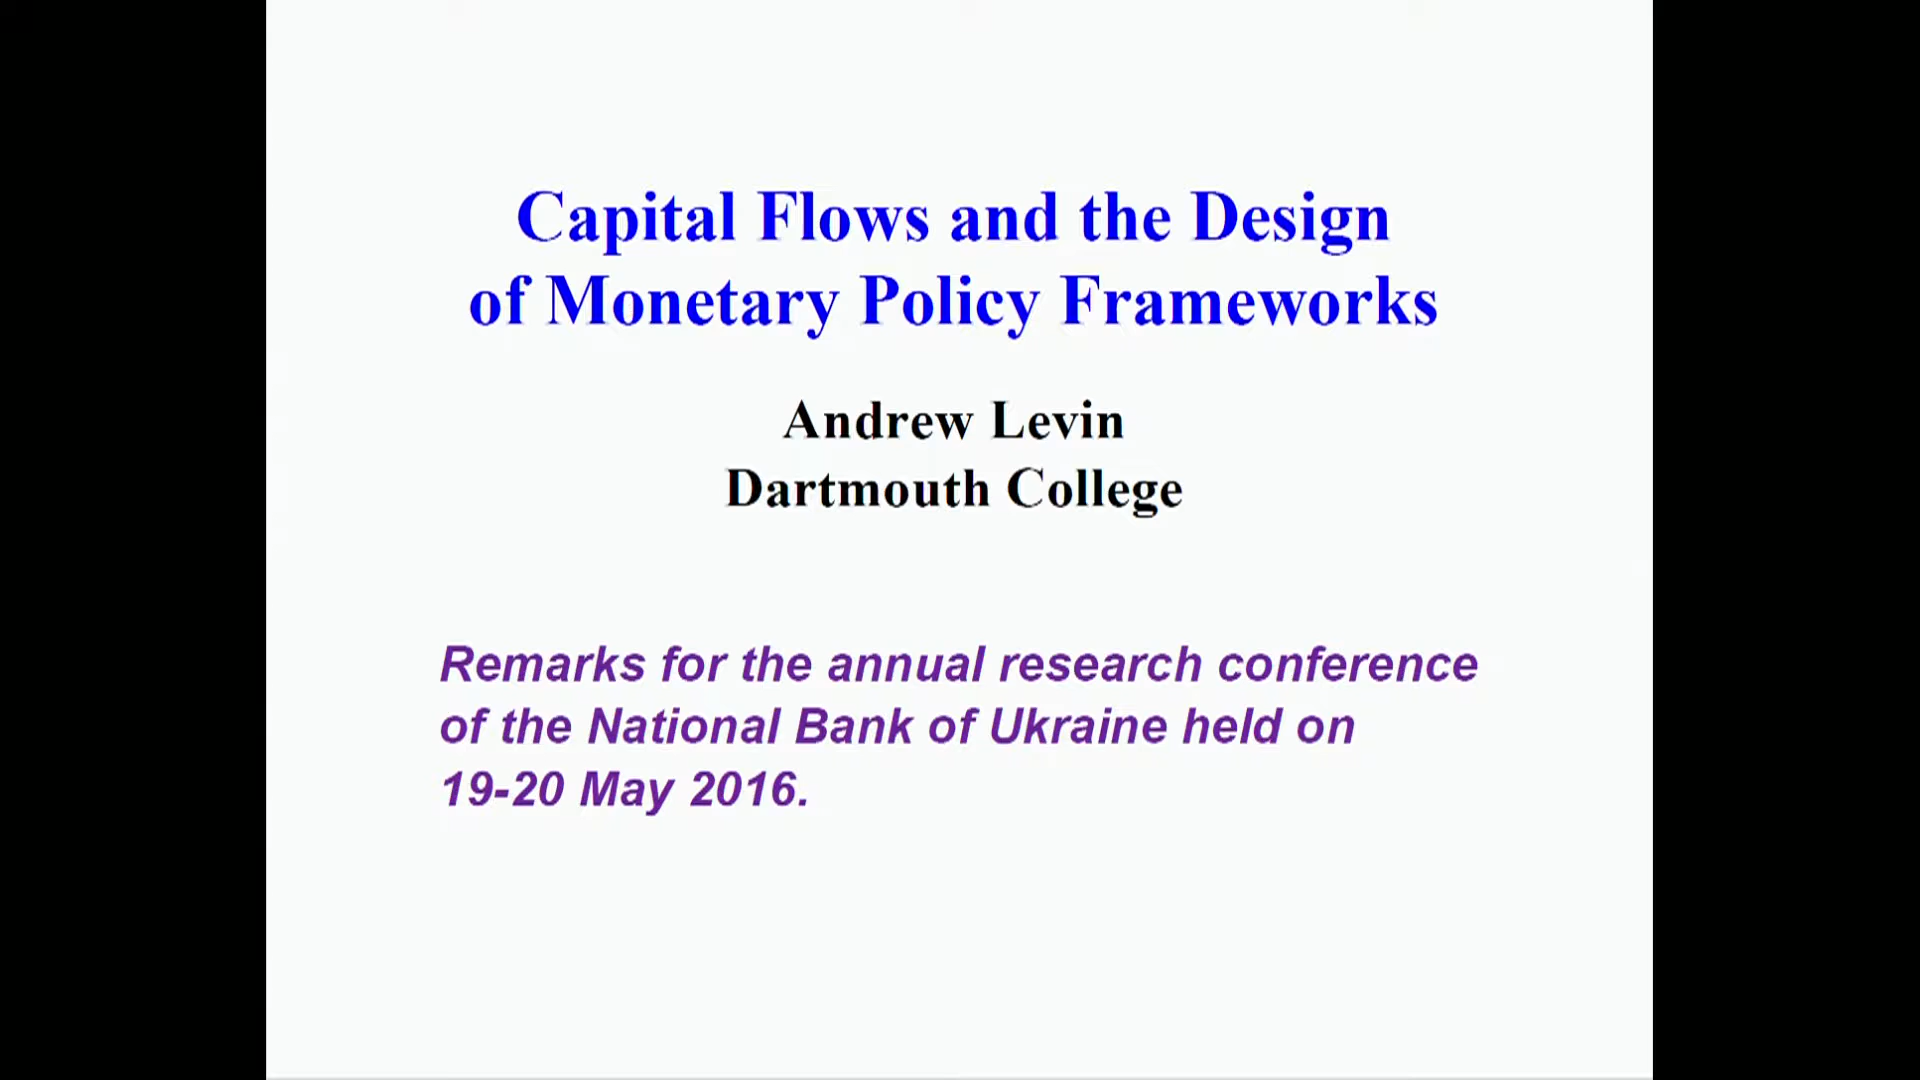 Capital Flows and the Design
of Monetary Policy Frameworks
Andrew Levin
Dartmouth College
Remarks for the annual research conference
of the National Bank of Ukraine held on
19-20 May 2016.